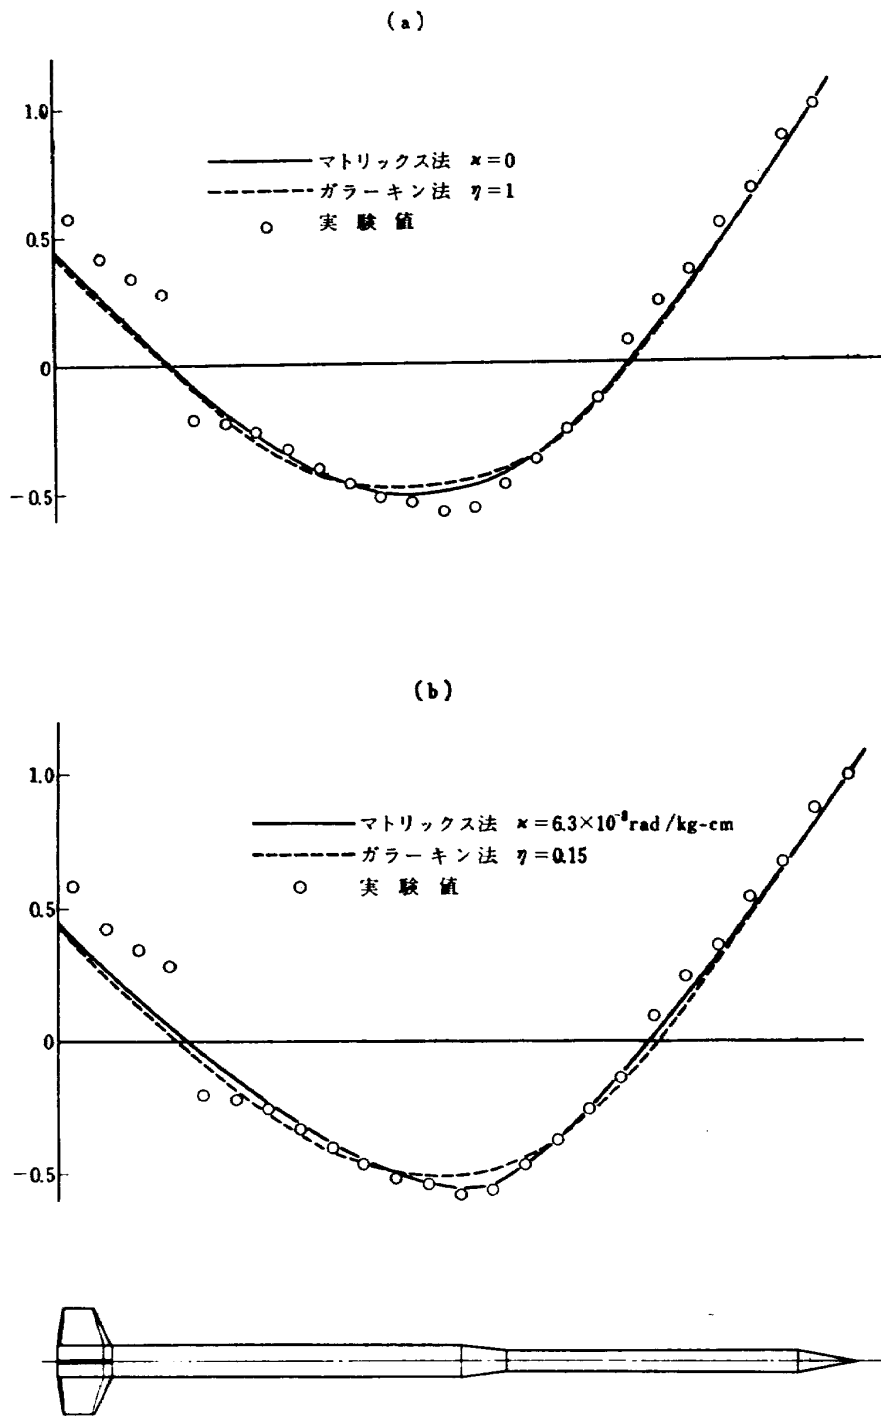 (a)
1.0
マトリックス法 κ=0
ガラーキン法 η=1
実験値
0.5
0
-0.5
(b)
1.0
マトリックス法 κ=6.3×10⁻⁸rad/kg-cm
ガラーキン法 η=0.15
実験値
0.5
0
-0.5